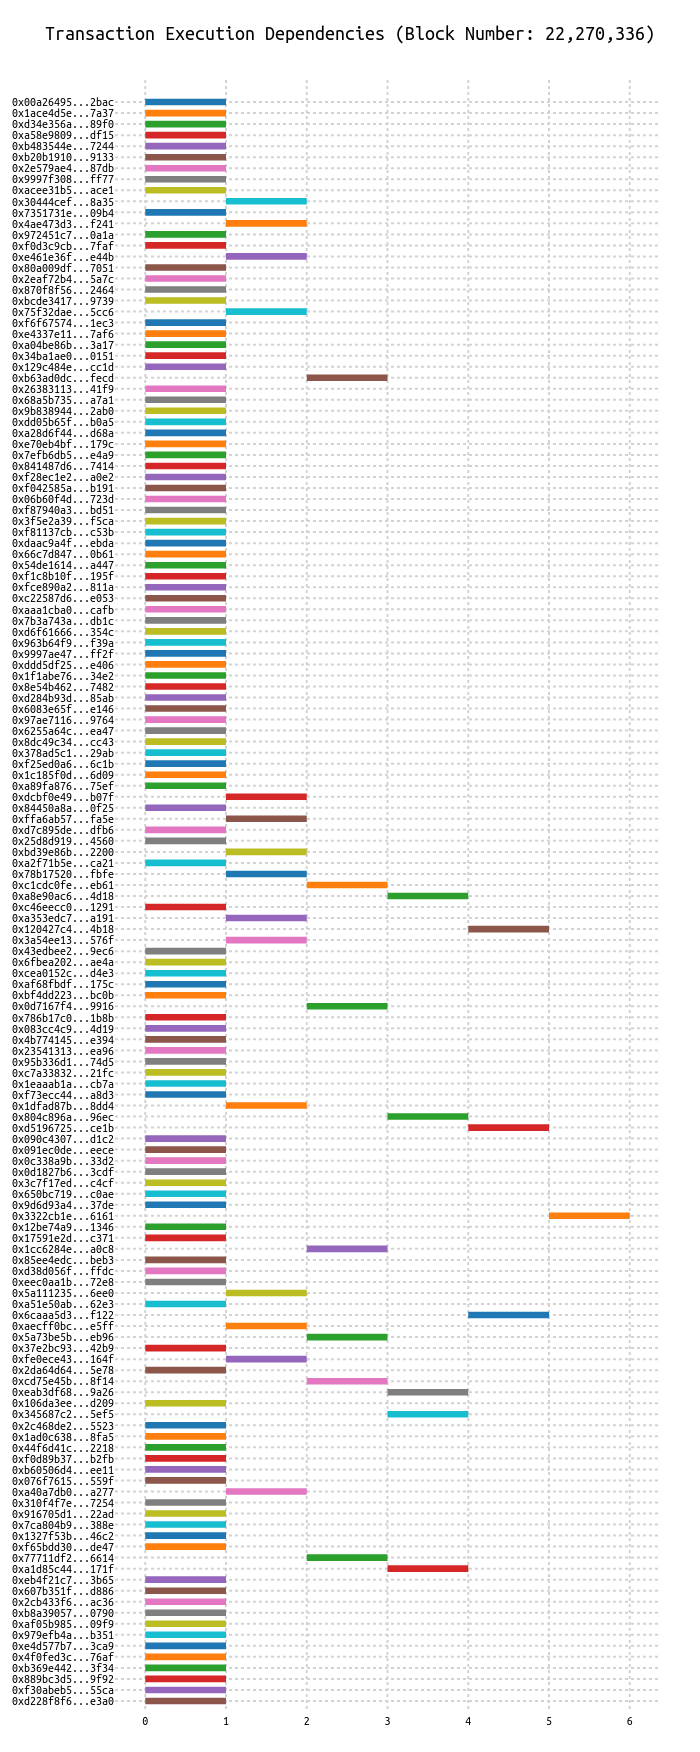 Transaction Execution Dependencies (Block Number: 22,270,336)
0x00a26495...2bac
0x1ace4d5e...7a37
0xd34e356a...89f0
0xa58e9809...df15
0xb483544e...7244
0xb20b1910...9133
0x2e579ae4...87db
0x9997f308...ff77
0xacee31b5...ace1
0x30444cef...8a35
0x7351731e...09b4
0x4ae473d3...f241
0x972451c7...0a1a
0xf0d3c9cb...7faf
0xe461e36f...e44b
0x80a009df...7051
0x2eaf72b4...5a7c
0x870f8f56...2464
0xbcde3417...9739
0x75f32dae...5cc6
0xf6f67574...1ec3
0xe4337e11...7af6
0xa04be86b...3a17
0x34ba1ae0...0151
0x129c484e...cc1d
0xb63ad0dc...fecd
0x26383113...41f9
0x68a5b735...a7a1
0x9b838944...2ab0
0xdd05b65f...b0a5
0xa28d6f44...d68a
0xe70eb4bf...179c
0x7efb6db5...e4a9
0x841487d6...7414
0xf28ec1e2...a0e2
0xf042585a...b191
0x06b60f4d...723d
0xf87940a3...bd51
0x3f5e2a39...f5ca
0xf81137cb...c53b
0xdaac9a4f...ebda
0x66c7d847...0b61
0x54de1614...a447
0xf1c8b10f...195f
0xfce890a2...811a
0xc22587d6...e053
0xaaa1cba0...cafb
0x7b3a743a...db1c
0xd6f61666...354c
0x963b64f9...f39a
0x9997ae47...ff2f
0xddd5df25...e406
0x1f1abe76...34e2
0x8e54b462...7482
0xd284b93d...85ab
0x6083e65f...e146
0x97ae7116...9764
0x6255a64c...ea47
0x8dc49c34...cc43
0x378ad5c1...29ab
0xf25ed0a6...6c1b
0x1c185f0d...6d09
0xa89fa876...75ef
0xdcbf0e49...b07f
0x84450a8a...0f25
0xffa6ab57...fa5e
0xd7c895de...dfb6
0x25d8d919...4560
0xbd39e86b...2200
0xa2f71b5e...ca21
0x78b17520...fbfe
0xc1cdc0fe...eb61
0xa8e90ac6...4d18
0xc46eecc0...1291
0xa353edc7...a191
0x120427c4...4b18
0x3a54ee13...576f
0x43edbee2...9ec6
0x6fbea202...ae4a
0xcea0152c...d4e3
0xaf68fbdf...175c
0xbf4dd223...bc0b
0x0d7167f4...9916
0x786b17c0...1b8b
0x083cc4c9...4d19
0x4b774145...e394
0x23541313...ea96
0x95b336d1...74d5
0xc7a33832...21fc
0x1eaaab1a...cb7a
0xf73ecc44...a8d3
0x1dfad87b...8dd4
0x804c896a...96ec
0xd5196725...ce1b
0x090c4307...d1c2
0x091ec0de...eece
0x0c338a9b...33d2
0x0d1827b6...3cdf
0x3c7f17ed...c4cf
0x650bc719...c0ae
0x9d6d93a4...37de
0x3322cb1e...6161
0x12be74a9...1346
0x17591e2d...c371
0x1cc6284e...a0c8
0x85ee4edc...beb3
0xd38d056f...ffdc
0xeec0aa1b...72e8
0x5a111235...6ee0
0xa51e50ab...62e3
0x6caaa5d3...f122
0xaecff0bc...e5ff
0x5a73be5b...eb96
0x37e2bc93...42b9
0xfe0ece43...164f
0x2da64d64...5e78
0xcd75e45b...8f14
0xeab3df68...9a26
0x106da3ee...d209
0x345687c2...5ef5
0x2c468de2...5523
0x1ad0c638...8fa5
0x44f6d41c...2218
0xf0d89b37...b2fb
0xb60506d4...ee11
0x076f7615...559f
0xa40a7db0...a277
0x310f4f7e...7254
0x916705d1...22ad
0x7ca804b9...388e
0x1327f53b...46c2
0xf65bdd30...de47
0x77711df2...6614
0xa1d85c44...171f
0xeb4f21c7...3b65
0x607b351f...d886
0x2cb433f6...ac36
0xb8a39057...0790
0xaf05b985...09f9
0x979efb4a...b351
0xe4d577b7...3ca9
0x4f0fed3c...76af
0xb369e442...3f34
0x889bc3d5...9f92
0xf30abeb5...55ca
0xd228f8f6...e3a0
0 1 2 3 4 5 6